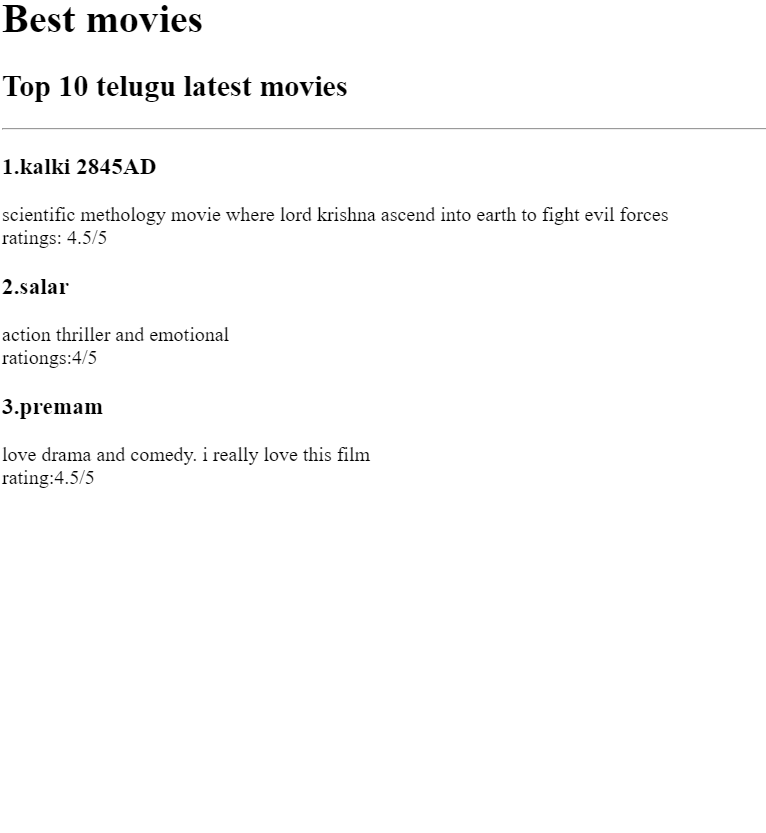 Best movies
Top 10 telugu latest movies
1.kalki 2845AD
scientific methology movie where lord krishna ascend into earth to fight evil forces
ratings: 4.5/5
2.salar
action thriller and emotional
rationgs:4/5
3.premam
love drama and comedy. i really love this film
rating:4.5/5